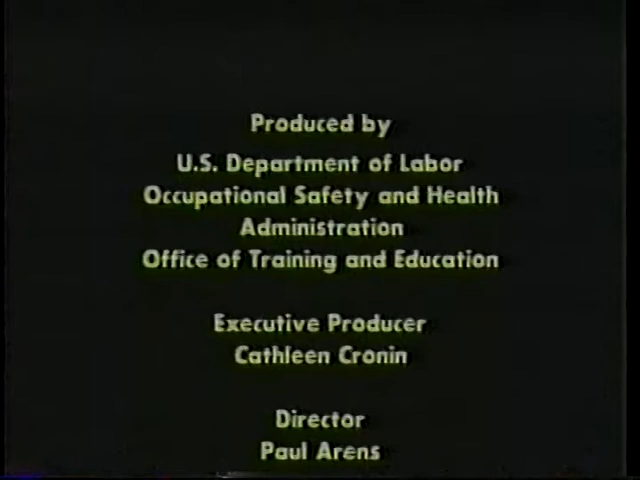 Produced by
U.S. Department of Labor
Occupational Safety and Health
Administration
Office of Training and Education
Executive Producer
Cathleen Cronin
Director
Paul Arens